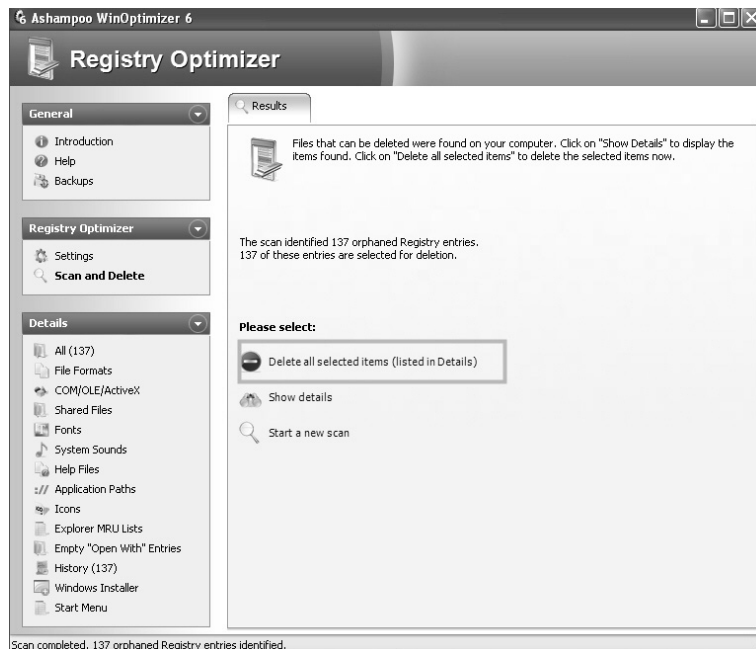 Ashampoo WinOptimizer 6
Registry Optimizer
General
Introduction
Help
Backups
Registry Optimizer
Settings
Scan and Delete
Details
All (137)
File Formats
COM/OLE/ActiveX
Shared Files
Fonts
System Sounds
Help Files
:// Application Paths
Icons
Explorer MRU Lists
Empty "Open With" Entries
History (137)
Windows Installer
Start Menu
Results
Files that can be deleted were found on your computer. Click on "Show Details" to display the
items found. Click on "Delete all selected items" to delete the selected items now.
The scan identified 137 orphaned Registry entries.
137 of these entries are selected for deletion.
Please select:
Delete all selected items (listed in Details)
Show details
Start a new scan
Scan completed. 137 orphaned Registry entries identified.